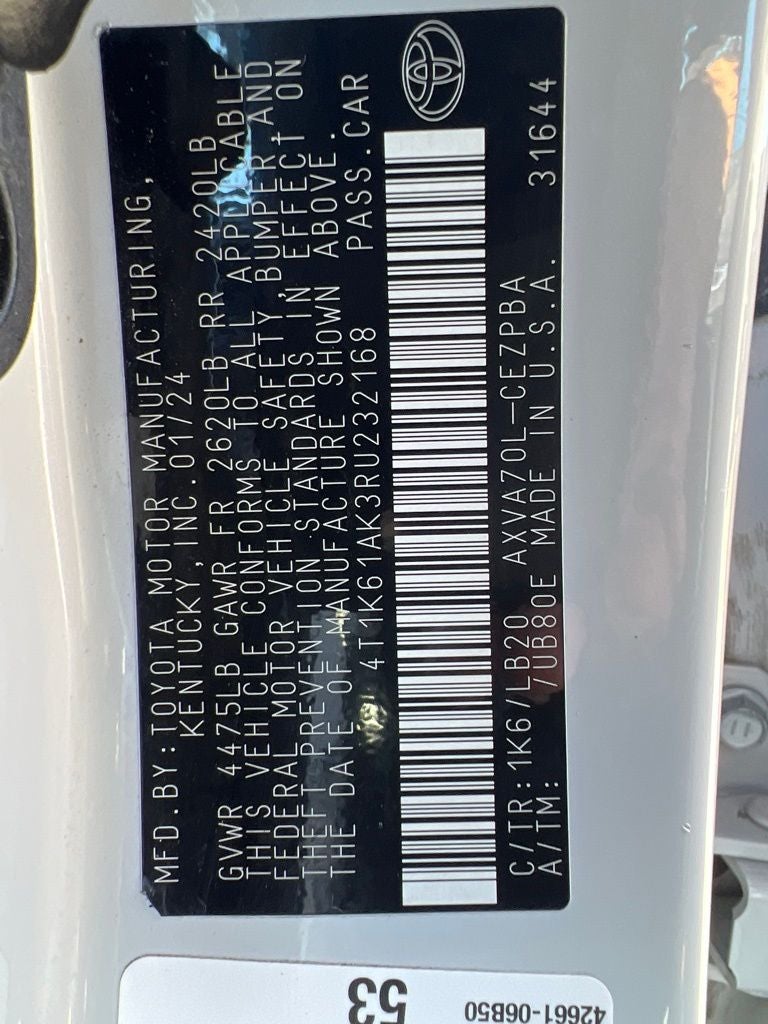 MFD.BY:TOYOTA MOTOR MANUFACTURING,
KENTUCKY,INC.01/24
GVWR 4475LB GAWR FR 2620LB RR 2420LB
THIS VEHICLE CONFORMS TO ALL APPLICABLE
FEDERAL MOTOR VEHICLE SAFETY,BUMPER,AND
THEFT PREVENTION STANDARDS IN EFFECT ON
THE DATE OF MANUFACTURE SHOWN ABOVE.
4T1K61AK3RU232168 PASS.CAR
C/TR:1K6/LB20 AXVA70L-CEZPBA
A/TM: /UB80E MADE IN U.S.A. 31644
53
42661-06B50